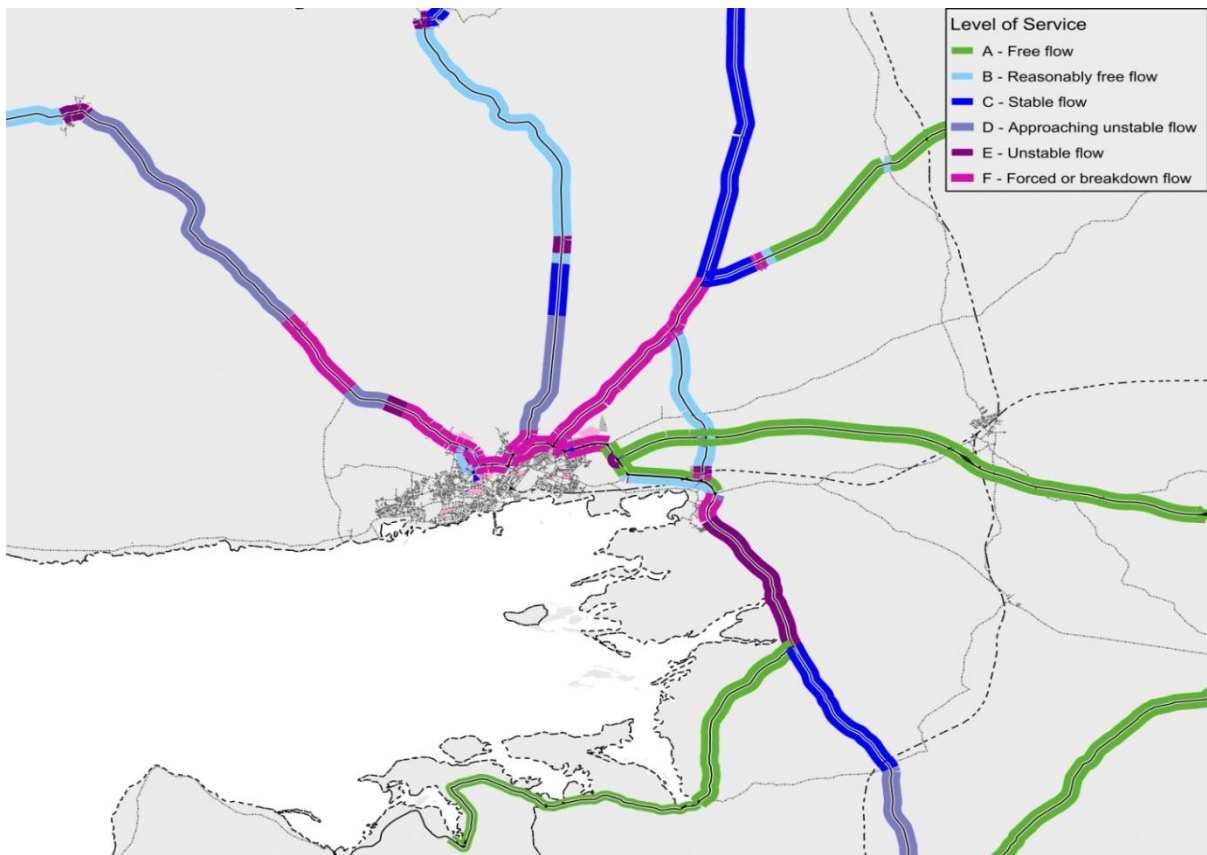 Level of Service
A - Free flow
B - Reasonably free flow
C - Stable flow
D - Approaching unstable flow
E - Unstable flow
F - Forced or breakdown flow